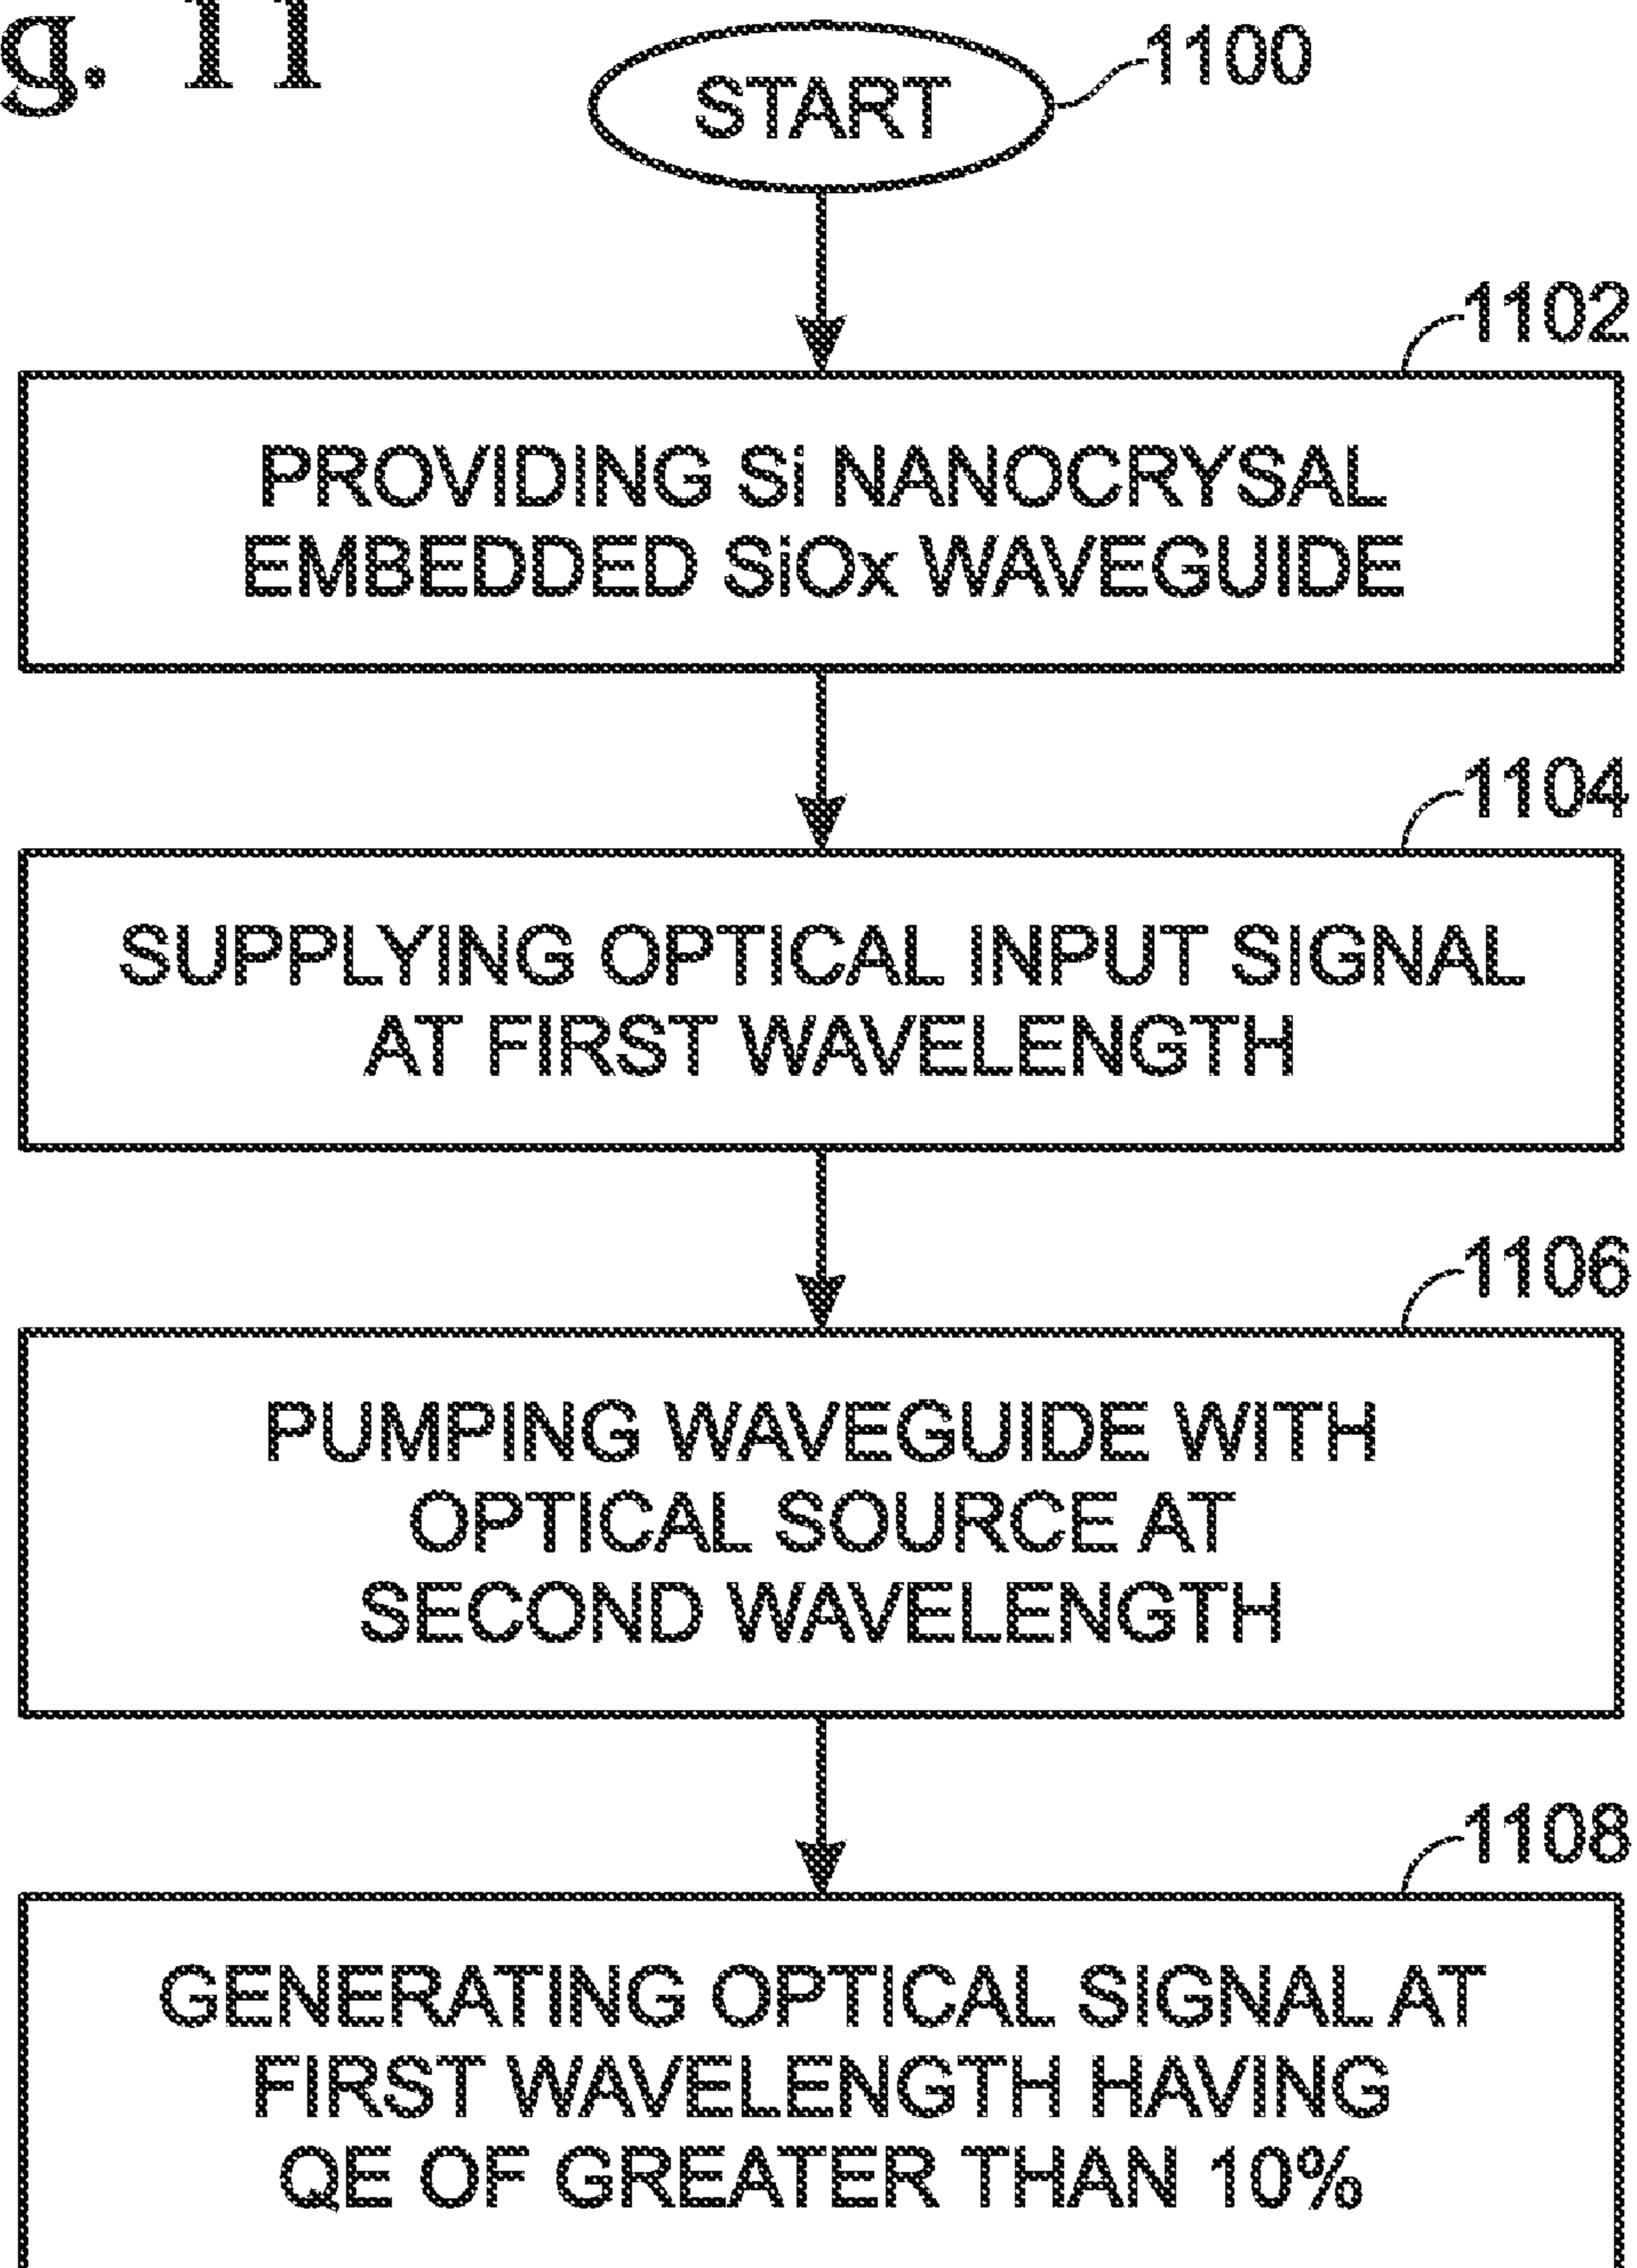 g. 11
START
1100
1102
PROVIDING Si NANOCRYSAL
EMBEDDED SiOx WAVEGUIDE
1104
SUPPLYING OPTICAL INPUT SIGNAL
AT FIRST WAVELENGTH
1106
PUMPING WAVEGUIDE WITH
OPTICAL SOURCE AT
SECOND WAVELENGTH
1108
GENERATING OPTICAL SIGNAL AT
FIRST WAVELENGTH HAVING
QE OF GREATER THAN 10%